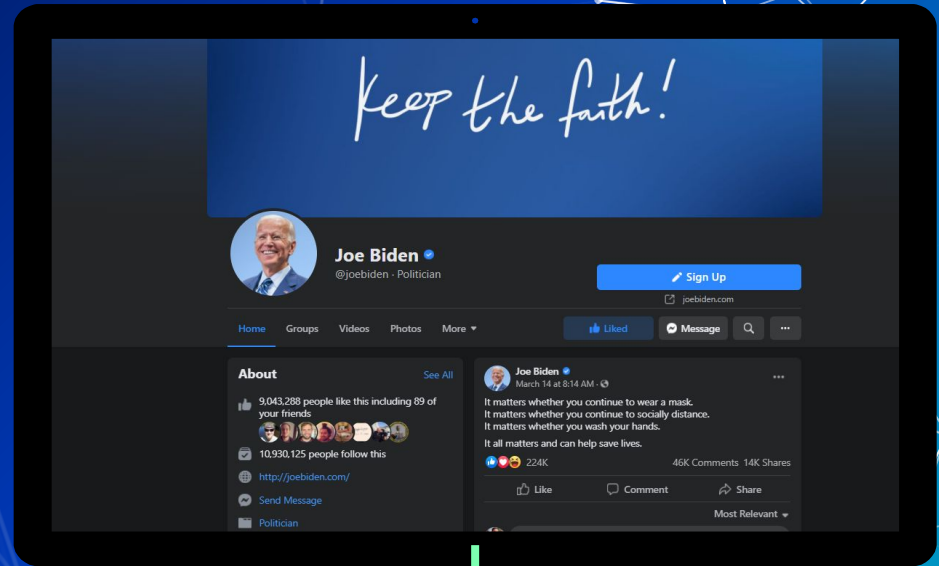 Keep the faith!
Joe Biden
@joebiden · Politician
Sign Up
joebiden.com
Home Groups Videos Photos More
Liked Message
About See All
9,043,288 people like this including 89 of
your friends
10,930,125 people follow this
http://joebiden.com/
Send Message
Politician
Joe Biden
March 14 at 8:14 AM ·
It matters whether you continue to wear a mask.
It matters whether you continue to socially distance.
It matters whether you wash your hands.
It all matters and can help save lives.
224K 46K Comments 14K Shares
Like Comment Share
Most Relevant